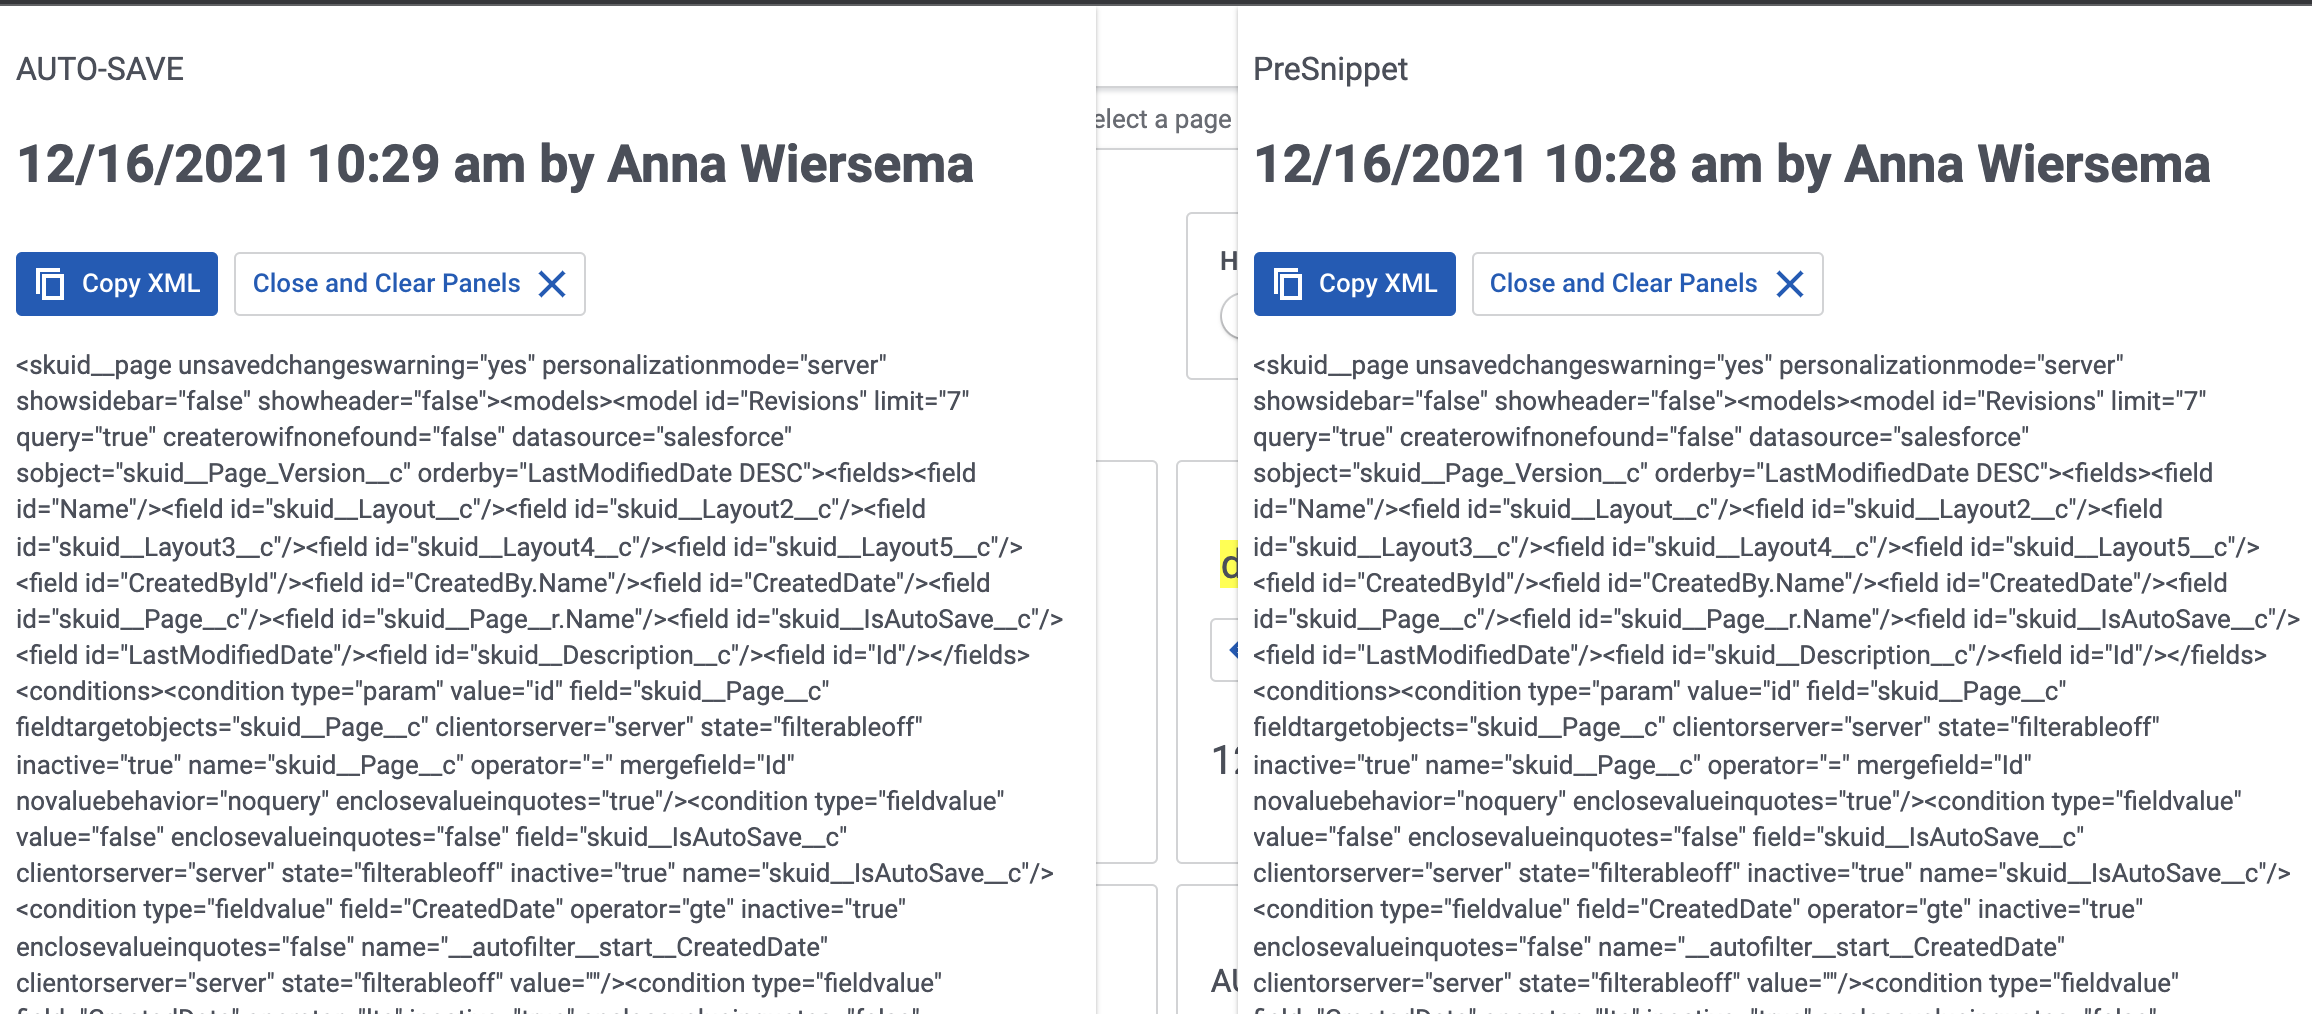 AUTO-SAVE
12/16/2021 10:29 am by Anna Wiersema
Copy XML
Close and Clear Panels
<skuid__page unsavedchangeswarning="yes" personalizationmode="server"
showsidebar="false" showheader="false"><models><model id="Revisions" limit="7"
query="true" createrowifnonefound="false" datasource="salesforce"
sobject="skuid__Page_Version__c" orderby="LastModifiedDate DESC"><fields><field
id="Name"/><field id="skuid__Layout__c"/><field id="skuid__Layout2__c"/><field
id="skuid__Layout3__c"/><field id="skuid__Layout4__c"/><field id="skuid__Layout5__c"/>
<field id="CreatedById"/><field id="CreatedBy.Name"/><field id="CreatedDate"/><field
id="skuid__Page__c"/><field id="skuid__Page__r.Name"/><field id="skuid__IsAutoSave__c"/>
<field id="LastModifiedDate"/><field id="skuid__Description__c"/><field id="Id"/></fields>
<conditions><condition type="param" value="id" field="skuid__Page__c"
fieldtargetobjects="skuid__Page__c" clientorserver="server" state="filterableoff"
inactive="true" name="skuid__Page__c" operator="=" mergefield="Id"
novaluebehavior="noquery" enclosevalueinquotes="true"/><condition type="fieldvalue"
value="false" enclosevalueinquotes="false" field="skuid__IsAutoSave__c"
clientorserver="server" state="filterableoff" inactive="true" name="skuid__IsAutoSave__c"/>
<condition type="fieldvalue" field="CreatedDate" operator="gte" inactive="true"
enclosevalueinquotes="false" name="__autofilter__start__CreatedDate"
clientorserver="server" state="filterableoff" value=""/><condition type="fieldvalue"
elect a page
H
d
12
AU
PreSnippet
12/16/2021 10:28 am by Anna Wiersema
Copy XML
Close and Clear Panels
<skuid__page unsavedchangeswarning="yes" personalizationmode="server"
showsidebar="false" showheader="false"><models><model id="Revisions" limit="7"
query="true" createrowifnonefound="false" datasource="salesforce"
sobject="skuid__Page_Version__c" orderby="LastModifiedDate DESC"><fields><field
id="Name"/><field id="skuid__Layout__c"/><field id="skuid__Layout2__c"/><field
id="skuid__Layout3__c"/><field id="skuid__Layout4__c"/><field id="skuid__Layout5__c"/>
<field id="CreatedById"/><field id="CreatedBy.Name"/><field id="CreatedDate"/><field
id="skuid__Page__c"/><field id="skuid__Page__r.Name"/><field id="skuid__IsAutoSave__c"/>
<field id="LastModifiedDate"/><field id="skuid__Description__c"/><field id="Id"/></fields>
<conditions><condition type="param" value="id" field="skuid__Page__c"
fieldtargetobjects="skuid__Page__c" clientorserver="server" state="filterableoff"
inactive="true" name="skuid__Page__c" operator="=" mergefield="Id"
novaluebehavior="noquery" enclosevalueinquotes="true"/><condition type="fieldvalue"
value="false" enclosevalueinquotes="false" field="skuid__IsAutoSave__c"
clientorserver="server" state="filterableoff" inactive="true" name="skuid__IsAutoSave__c"/>
<condition type="fieldvalue" field="CreatedDate" operator="gte" inactive="true"
enclosevalueinquotes="false" name="__autofilter__start__CreatedDate"
clientorserver="server" state="filterableoff" value=""/><condition type="fieldvalue"